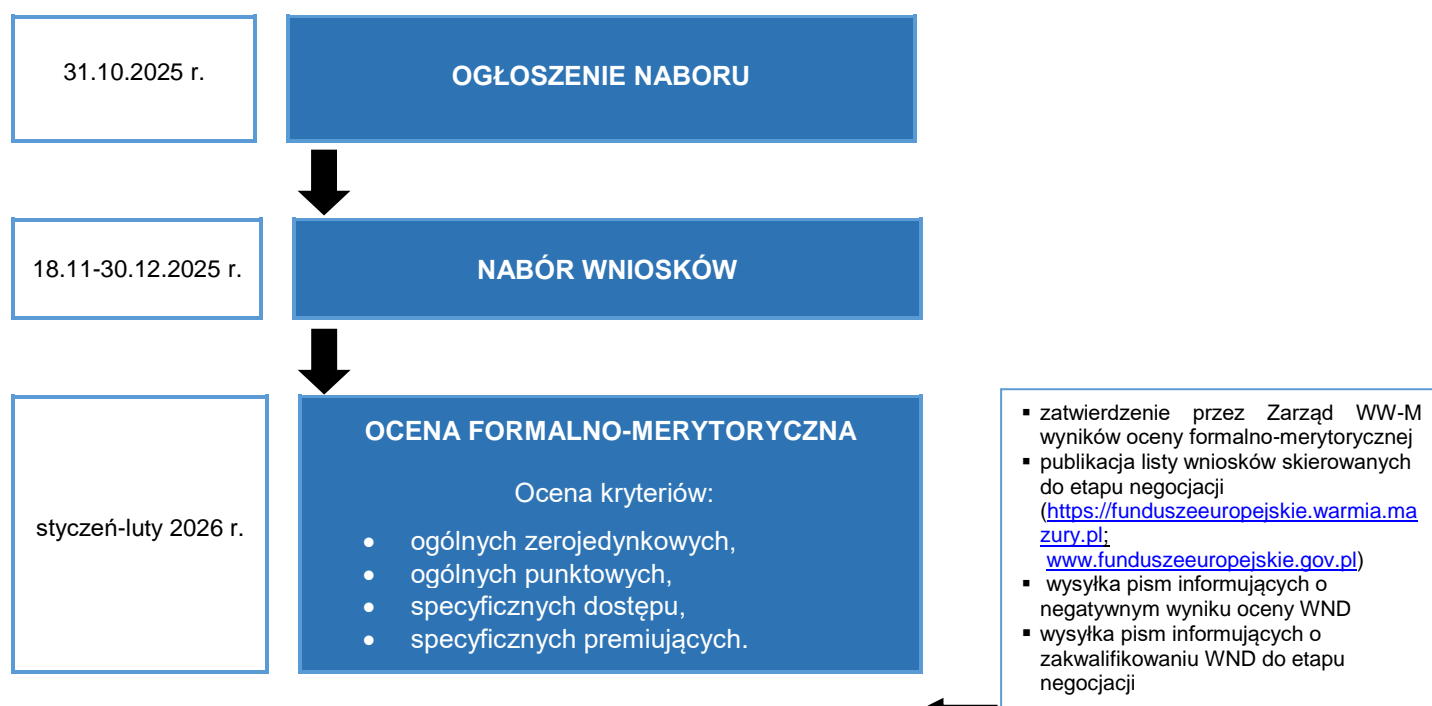 31.10.2025 r.
OGŁOSZENIE NABORU
18.11-30.12.2025 r.
NABÓR WNIOSKÓW
styczeń-luty 2026 r.
OCENA FORMALNO-MERYTORYCZNA
Ocena kryteriów:
• ogólnych zerojedynkowych,
• ogólnych punktowych,
• specyficznych dostępu,
• specyficznych premiujących.
▪ zatwierdzenie przez Zarząd WW-M
wyników oceny formalno-merytorycznej
▪ publikacja listy wniosków skierowanych
do etapu negocjacji
(https://funduszeeuropejskie.warmia.ma
zury.pl;
www.funduszeeuropejskie.gov.pl)
▪ wysyłka pism informujących o
negatywnym wyniku oceny WND
▪ wysyłka pism informujących o
zakwalifikowaniu WND do etapu
negocjacji